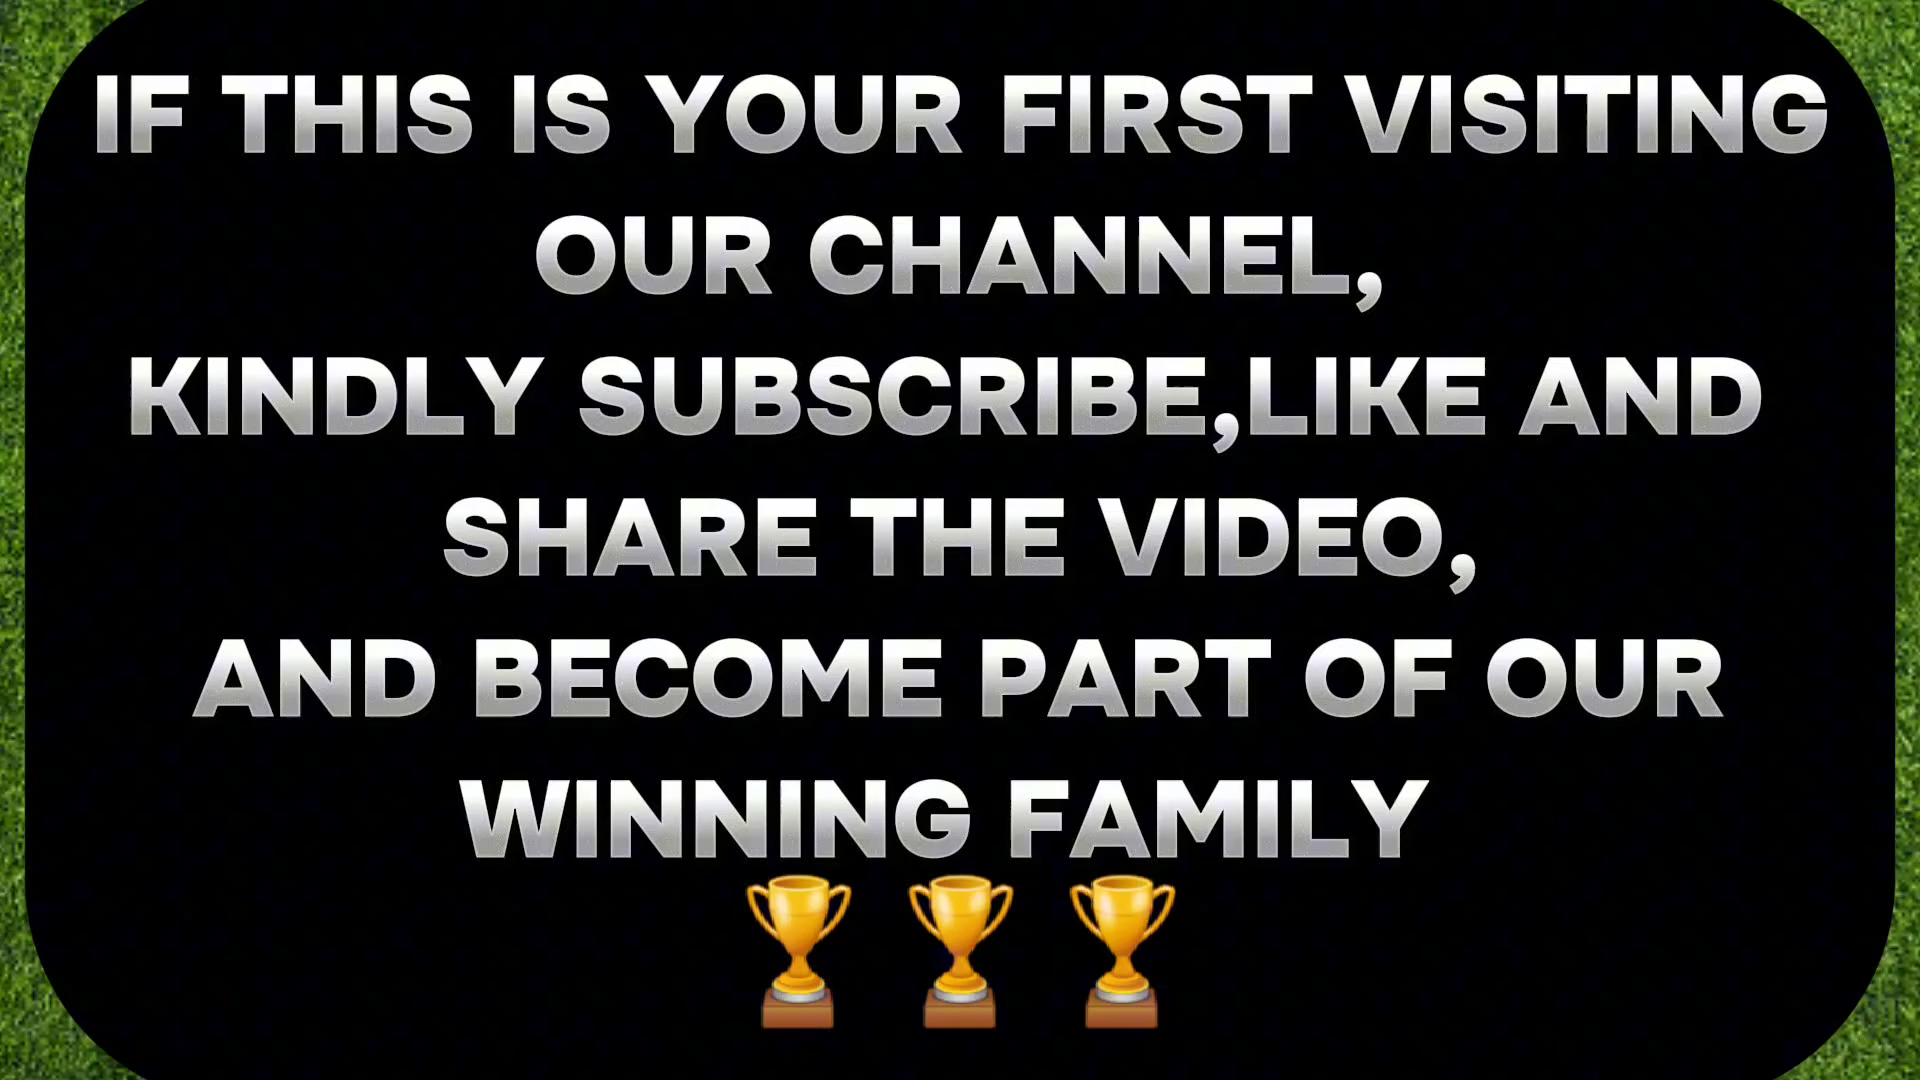 IF THIS IS YOUR FIRST VISITING
OUR CHANNEL,
KINDLY SUBSCRIBE,LIKE AND
SHARE THE VIDEO,
AND BECOME PART OF OUR
WINNING FAMILY